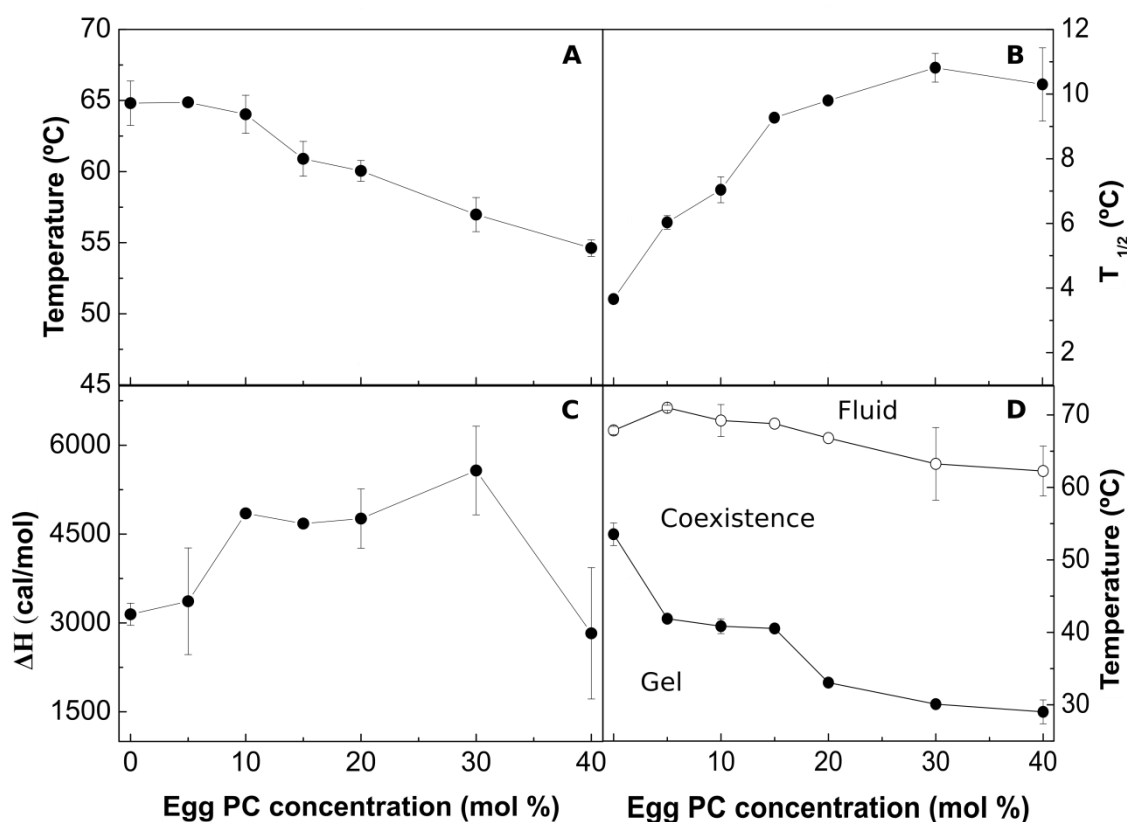 A
70
65
60
55
50
45
Temperature (ºC)
B
12
10
8
6
4
2
T 1/2 (ºC)
C
6000
4500
3000
1500
ΔH (cal/mol)
0 10 20 30 40
Egg PC concentration (mol %)
D
Fluid
Coexistence
Gel
70
60
50
40
30
Temperature (ºC)
10 20 30 40
Egg PC concentration (mol %)